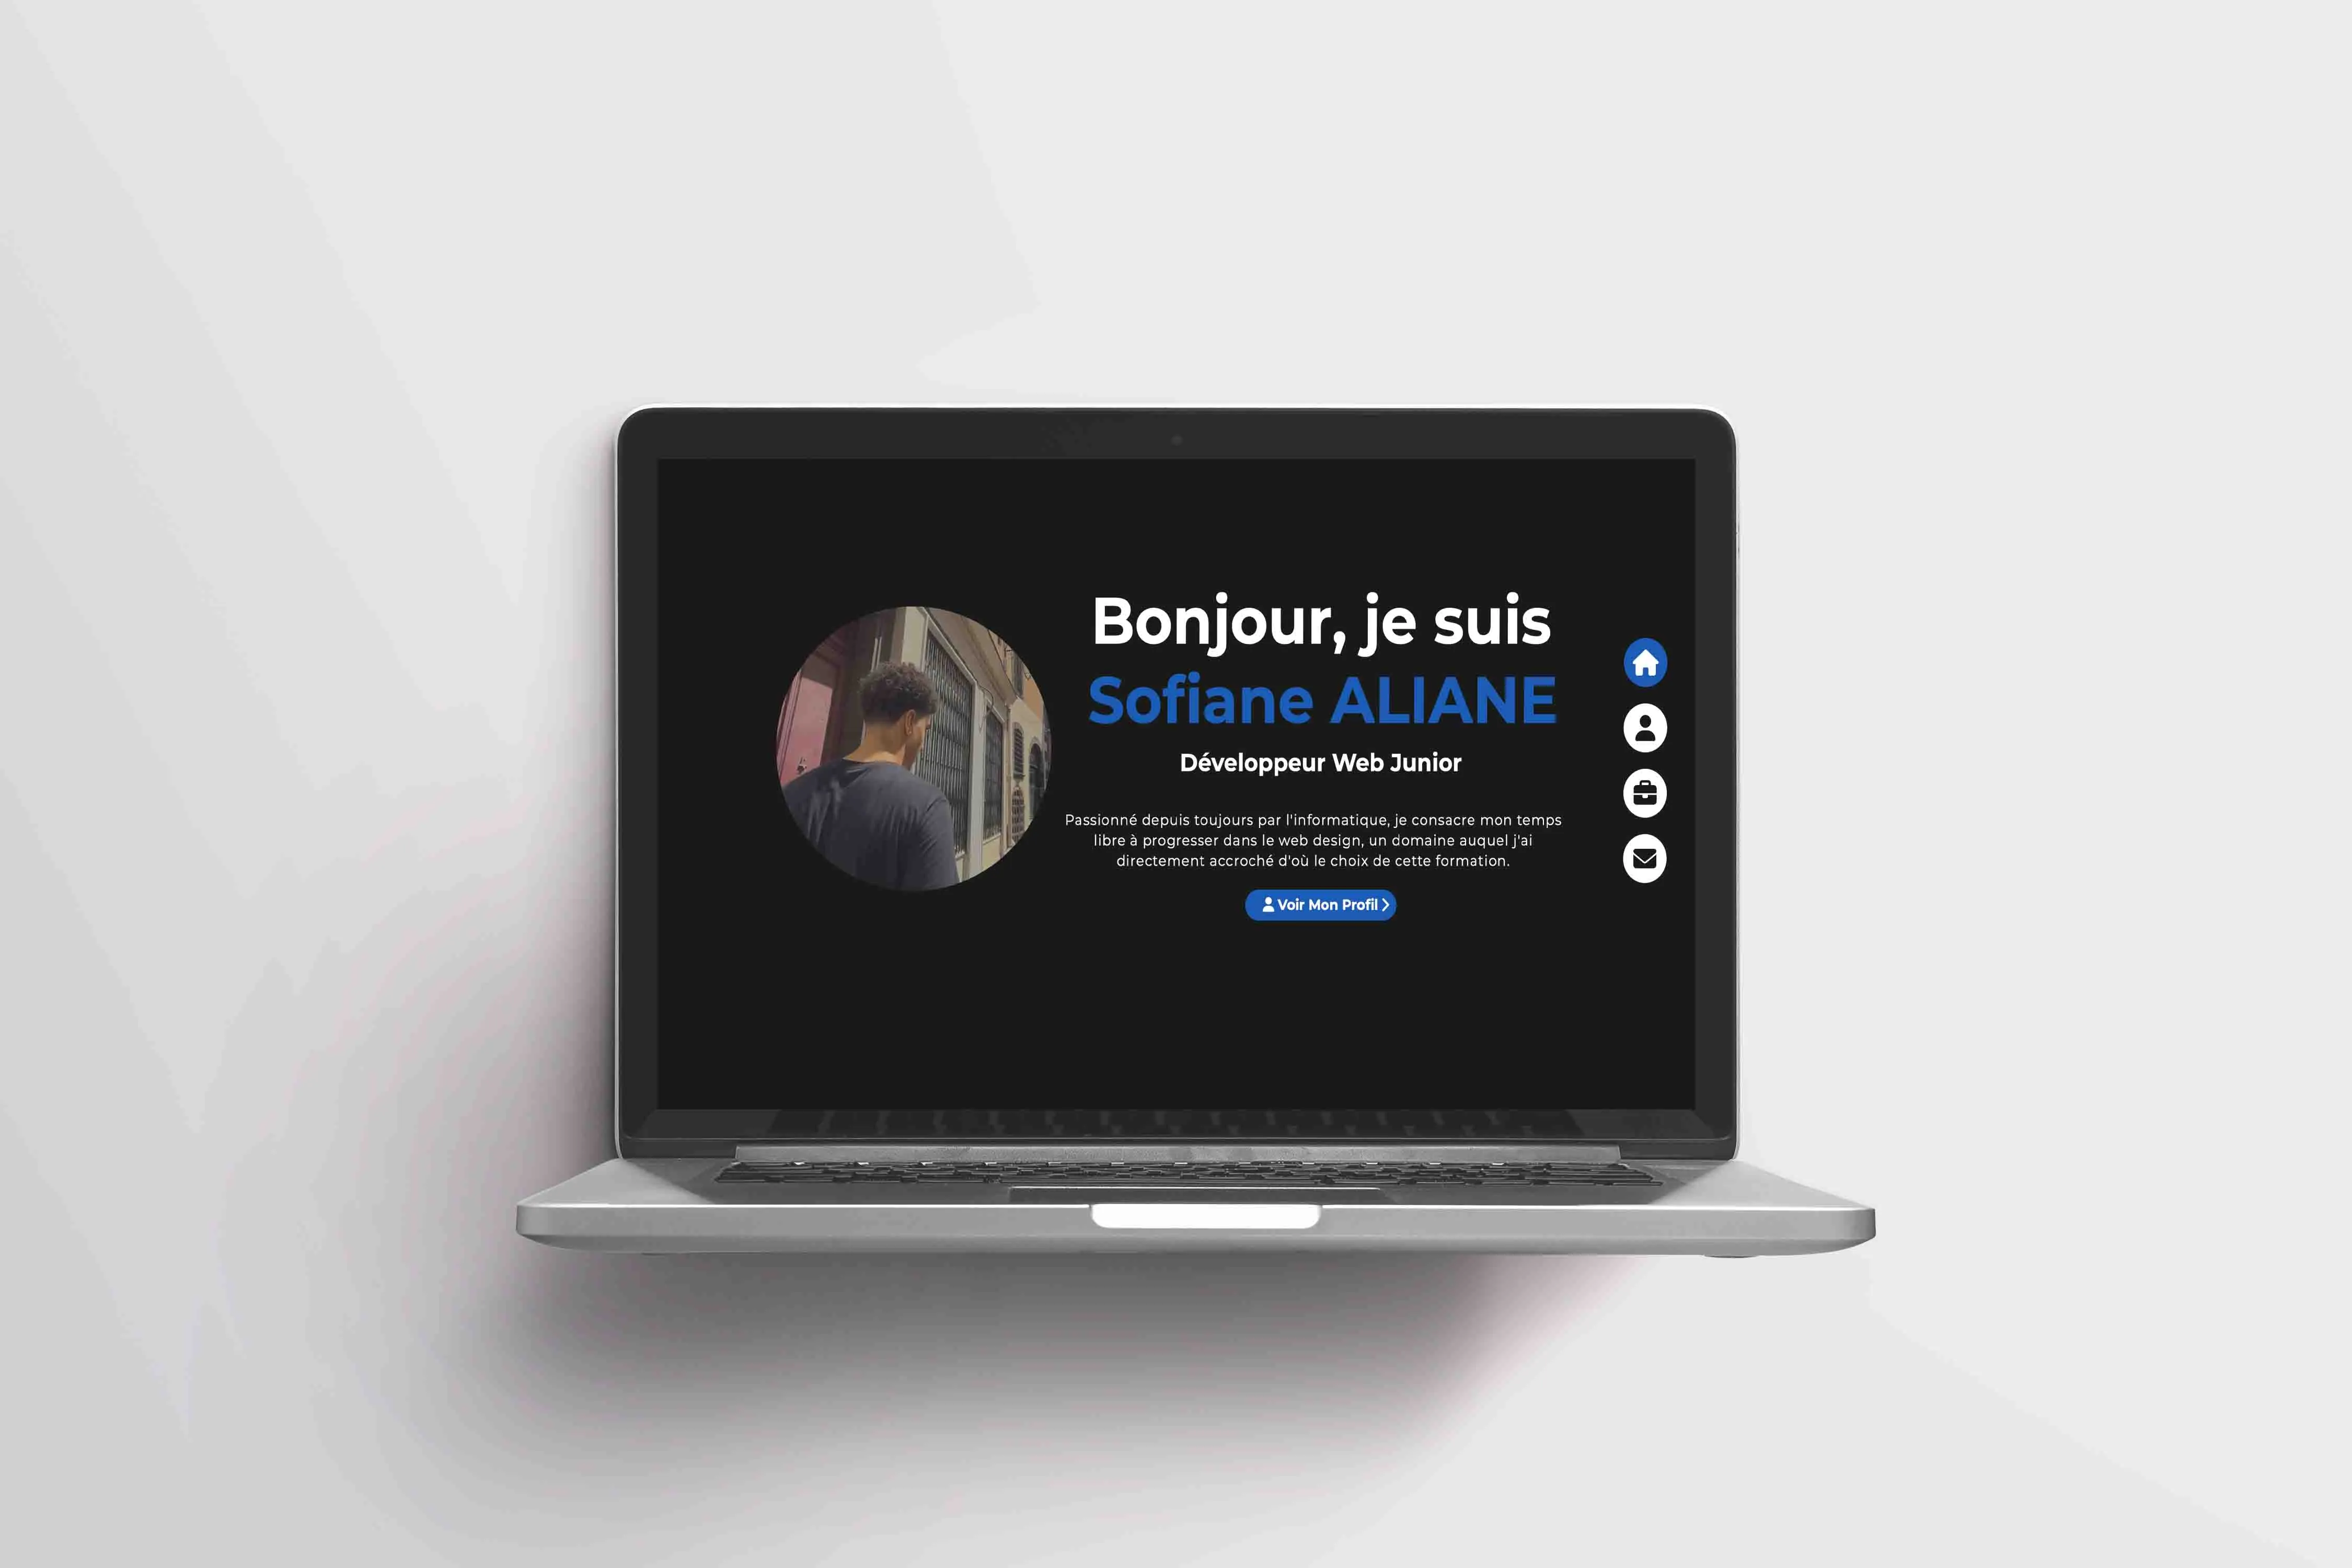 Bonjour, je suis
Sofiane ALIANE
Développeur Web Junior
Passionné depuis toujours par l'informatique, je consacre mon temps
libre à progresser dans le web design, un domaine auquel j'ai
directement accroché d'où le choix de cette formation.
Voir Mon Profil